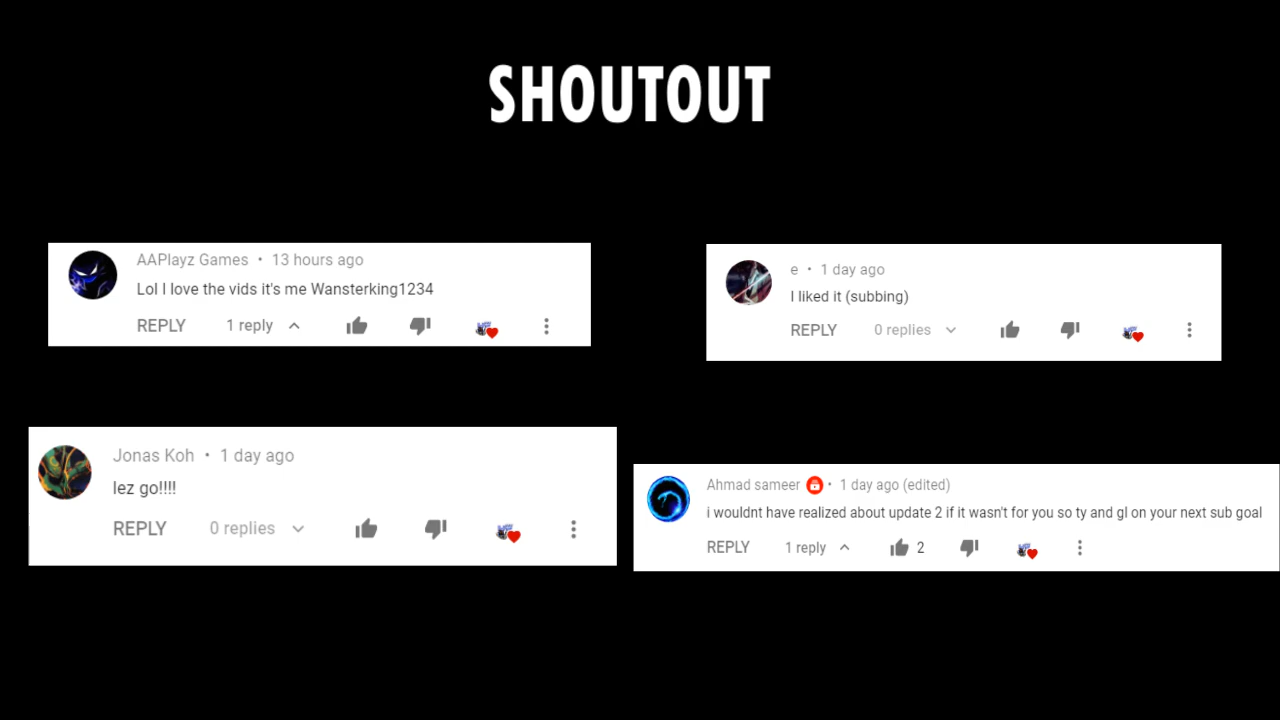 SHOUTOUT
AAPlayz Games • 13 hours ago
Lol I love the vids it's me Wansterking1234
REPLY 1 reply
e • 1 day ago
I liked it (subbing)
REPLY 0 replies
Jonas Koh • 1 day ago
lez go!!!!
REPLY 0 replies
Ahmad sameer • 1 day ago (edited)
i wouldnt have realized about update 2 if it wasn't for you so ty and gl on your next sub goal
REPLY 1 reply 2